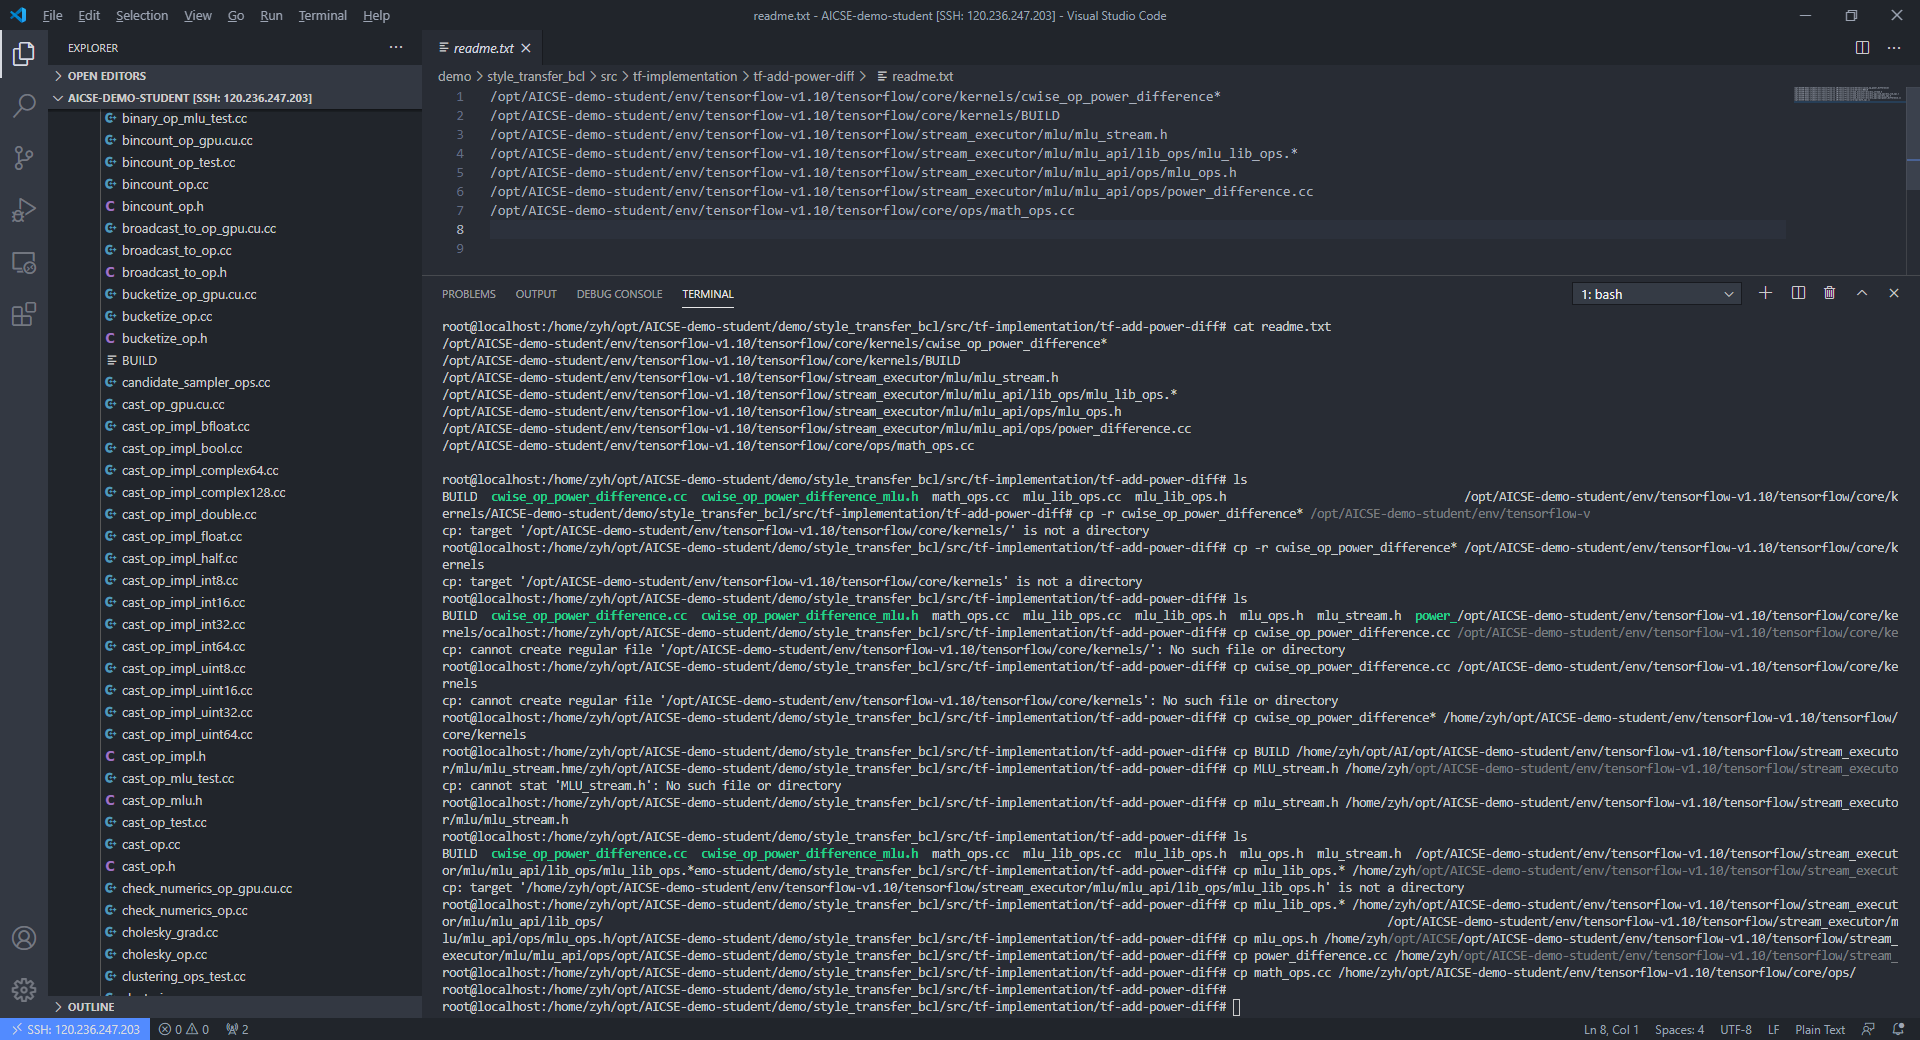 File Edit Selection View Go Run Terminal Help
readme.txt - AICSE-demo-student [SSH: 120.236.247.203] - Visual Studio Code
EXPLORER
OPEN EDITORS
AICSE-DEMO-STUDENT [SSH: 120.236.247.203]
binary_op_mlu_test.cc
bincount_op_gpu.cu.cc
bincount_op_test.cc
bincount_op.cc
bincount_op.h
broadcast_to_op_gpu.cu.cc
broadcast_to_op.cc
broadcast_to_op.h
bucketize_op_gpu.cu.cc
bucketize_op.cc
bucketize_op.h
BUILD
candidate_sampler_ops.cc
cast_op_gpu.cu.cc
cast_op_impl_bfloat.cc
cast_op_impl_bool.cc
cast_op_impl_complex64.cc
cast_op_impl_complex128.cc
cast_op_impl_double.cc
cast_op_impl_float.cc
cast_op_impl_half.cc
cast_op_impl_int8.cc
cast_op_impl_int16.cc
cast_op_impl_int32.cc
cast_op_impl_int64.cc
cast_op_impl_uint8.cc
cast_op_impl_uint16.cc
cast_op_impl_uint32.cc
cast_op_impl_uint64.cc
cast_op_impl.h
cast_op_mlu_test.cc
cast_op_mlu.h
cast_op_test.cc
cast_op.cc
cast_op.h
check_numerics_op_gpu.cu.cc
check_numerics_op.cc
cholesky_grad.cc
cholesky_op.cc
clustering_ops_test.cc
OUTLINE
readme.txt
demo > style_transfer_bcl > src > tf-implementation > tf-add-power-diff > readme.txt
1 /opt/AICSE-demo-student/env/tensorflow-v1.10/tensorflow/core/kernels/cwise_op_power_difference*
2 /opt/AICSE-demo-student/env/tensorflow-v1.10/tensorflow/core/kernels/BUILD
3 /opt/AICSE-demo-student/env/tensorflow-v1.10/tensorflow/stream_executor/mlu/mlu_stream.h
4 /opt/AICSE-demo-student/env/tensorflow-v1.10/tensorflow/stream_executor/mlu/mlu_api/lib_ops/mlu_lib_ops.*
5 /opt/AICSE-demo-student/env/tensorflow-v1.10/tensorflow/stream_executor/mlu/mlu_api/ops/mlu_ops.h
6 /opt/AICSE-demo-student/env/tensorflow-v1.10/tensorflow/stream_executor/mlu/mlu_api/ops/power_difference.cc
7 /opt/AICSE-demo-student/env/tensorflow-v1.10/tensorflow/core/ops/math_ops.cc
8
9
PROBLEMS OUTPUT DEBUG CONSOLE TERMINAL
1: bash
root@localhost:/home/zyh/opt/AICSE-demo-student/demo/style_transfer_bcl/src/tf-implementation/tf-add-power-diff# cat readme.txt
/opt/AICSE-demo-student/env/tensorflow-v1.10/tensorflow/core/kernels/cwise_op_power_difference*
/opt/AICSE-demo-student/env/tensorflow-v1.10/tensorflow/core/kernels/BUILD
/opt/AICSE-demo-student/env/tensorflow-v1.10/tensorflow/stream_executor/mlu/mlu_stream.h
/opt/AICSE-demo-student/env/tensorflow-v1.10/tensorflow/stream_executor/mlu/mlu_api/lib_ops/mlu_lib_ops.*
/opt/AICSE-demo-student/env/tensorflow-v1.10/tensorflow/stream_executor/mlu/mlu_api/ops/mlu_ops.h
/opt/AICSE-demo-student/env/tensorflow-v1.10/tensorflow/stream_executor/mlu/mlu_api/ops/power_difference.cc
/opt/AICSE-demo-student/env/tensorflow-v1.10/tensorflow/core/ops/math_ops.cc
root@localhost:/home/zyh/opt/AICSE-demo-student/demo/style_transfer_bcl/src/tf-implementation/tf-add-power-diff# ls
BUILD cwise_op_power_difference.cc cwise_op_power_difference_mlu.h math_ops.cc mlu_lib_ops.cc mlu_lib_ops.h /opt/AICSE-demo-student/env/tensorflow-v1.10/tensorflow/core/k
ernels/AICSE-demo-student/demo/style_transfer_bcl/src/tf-implementation/tf-add-power-diff# cp -r cwise_op_power_difference* /opt/AICSE-demo-student/env/tensorflow-v
cp: target '/opt/AICSE-demo-student/env/tensorflow-v1.10/tensorflow/core/kernels/' is not a directory
root@localhost:/home/zyh/opt/AICSE-demo-student/demo/style_transfer_bcl/src/tf-implementation/tf-add-power-diff# cp -r cwise_op_power_difference* /opt/AICSE-demo-student/env/tensorflow-v1.10/tensorflow/core/k
ernels
cp: target '/opt/AICSE-demo-student/env/tensorflow-v1.10/tensorflow/core/kernels' is not a directory
root@localhost:/home/zyh/opt/AICSE-demo-student/demo/style_transfer_bcl/src/tf-implementation/tf-add-power-diff# ls
BUILD cwise_op_power_difference.cc cwise_op_power_difference_mlu.h math_ops.cc mlu_lib_ops.cc mlu_lib_ops.h mlu_ops.h mlu_stream.h power_/opt/AICSE-demo-student/env/tensorflow-v1.10/tensorflow/core/ke
rnels/ocalhost:/home/zyh/opt/AICSE-demo-student/demo/style_transfer_bcl/src/tf-implementation/tf-add-power-diff# cp cwise_op_power_difference.cc /opt/AICSE-demo-student/env/tensorflow-v1.10/tensorflow/core/ke
cp: cannot create regular file '/opt/AICSE-demo-student/env/tensorflow-v1.10/tensorflow/core/kernels/': No such file or directory
root@localhost:/home/zyh/opt/AICSE-demo-student/demo/style_transfer_bcl/src/tf-implementation/tf-add-power-diff# cp cwise_op_power_difference.cc /opt/AICSE-demo-student/env/tensorflow-v1.10/tensorflow/core/ke
rnels
cp: cannot create regular file '/opt/AICSE-demo-student/env/tensorflow-v1.10/tensorflow/core/kernels': No such file or directory
root@localhost:/home/zyh/opt/AICSE-demo-student/demo/style_transfer_bcl/src/tf-implementation/tf-add-power-diff# cp cwise_op_power_difference* /home/zyh/opt/AICSE-demo-student/env/tensorflow-v1.10/tensorflow/
core/kernels
root@localhost:/home/zyh/opt/AICSE-demo-student/demo/style_transfer_bcl/src/tf-implementation/tf-add-power-diff# cp BUILD /home/zyh/opt/AI/opt/AICSE-demo-student/env/tensorflow-v1.10/tensorflow/stream_executo
r/mlu/mlu_stream.hme/zyh/opt/AICSE-demo-student/demo/style_transfer_bcl/src/tf-implementation/tf-add-power-diff# cp MLU_stream.h /home/zyh/opt/AICSE-demo-student/env/tensorflow-v1.10/tensorflow/stream_executo
cp: cannot stat 'MLU_stream.h': No such file or directory
root@localhost:/home/zyh/opt/AICSE-demo-student/demo/style_transfer_bcl/src/tf-implementation/tf-add-power-diff# cp mlu_stream.h /home/zyh/opt/AICSE-demo-student/env/tensorflow-v1.10/tensorflow/stream_executo
r/mlu/mlu_stream.h
root@localhost:/home/zyh/opt/AICSE-demo-student/demo/style_transfer_bcl/src/tf-implementation/tf-add-power-diff# ls
BUILD cwise_op_power_difference.cc cwise_op_power_difference_mlu.h math_ops.cc mlu_lib_ops.cc mlu_lib_ops.h mlu_ops.h mlu_stream.h /opt/AICSE-demo-student/env/tensorflow-v1.10/tensorflow/stream_execut
or/mlu/mlu_api/lib_ops/mlu_lib_ops.*emo-student/demo/style_transfer_bcl/src/tf-implementation/tf-add-power-diff# cp mlu_lib_ops.* /home/zyh/opt/AICSE-demo-student/env/tensorflow-v1.10/tensorflow/stream_execut
cp: target '/home/zyh/opt/AICSE-demo-student/env/tensorflow-v1.10/tensorflow/stream_executor/mlu/mlu_api/lib_ops/mlu_lib_ops.h' is not a directory
root@localhost:/home/zyh/opt/AICSE-demo-student/demo/style_transfer_bcl/src/tf-implementation/tf-add-power-diff# cp mlu_lib_ops.* /home/zyh/opt/AICSE-demo-student/env/tensorflow-v1.10/tensorflow/stream_execut
or/mlu/mlu_api/lib_ops/ /opt/AICSE-demo-student/env/tensorflow-v1.10/tensorflow/stream_executor/m
lu/mlu_api/ops/mlu_ops.h/opt/AICSE-demo-student/demo/style_transfer_bcl/src/tf-implementation/tf-add-power-diff# cp mlu_ops.h /home/zyh/opt/AICSE/opt/AICSE-demo-student/env/tensorflow-v1.10/tensorflow/stream_
executor/mlu/mlu_api/ops/opt/AICSE-demo-student/demo/style_transfer_bcl/src/tf-implementation/tf-add-power-diff# cp power_difference.cc /home/zyh/opt/AICSE-demo-student/env/tensorflow-v1.10/tensorflow/stream_
root@localhost:/home/zyh/opt/AICSE-demo-student/demo/style_transfer_bcl/src/tf-implementation/tf-add-power-diff# cp math_ops.cc /home/zyh/opt/AICSE-demo-student/env/tensorflow-v1.10/tensorflow/core/ops/
root@localhost:/home/zyh/opt/AICSE-demo-student/demo/style_transfer_bcl/src/tf-implementation/tf-add-power-diff#
root@localhost:/home/zyh/opt/AICSE-demo-student/demo/style_transfer_bcl/src/tf-implementation/tf-add-power-diff#
SSH: 120.236.247.203 0 0 2 Ln 8, Col 1 Spaces: 4 UTF-8 LF Plain Text